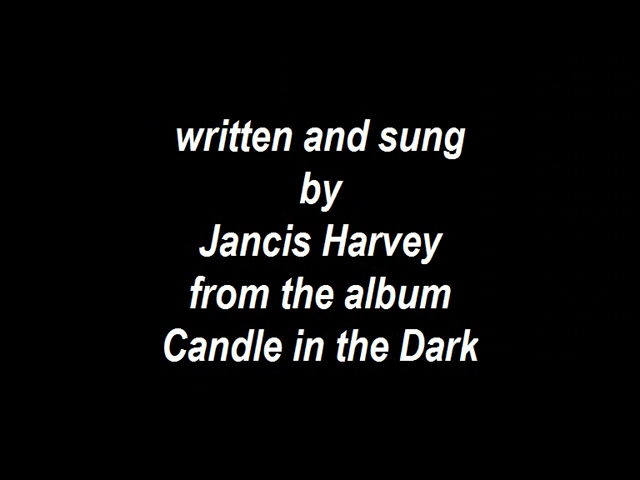 written and sung
by
Jancis Harvey
from the album
Candle in the Dark